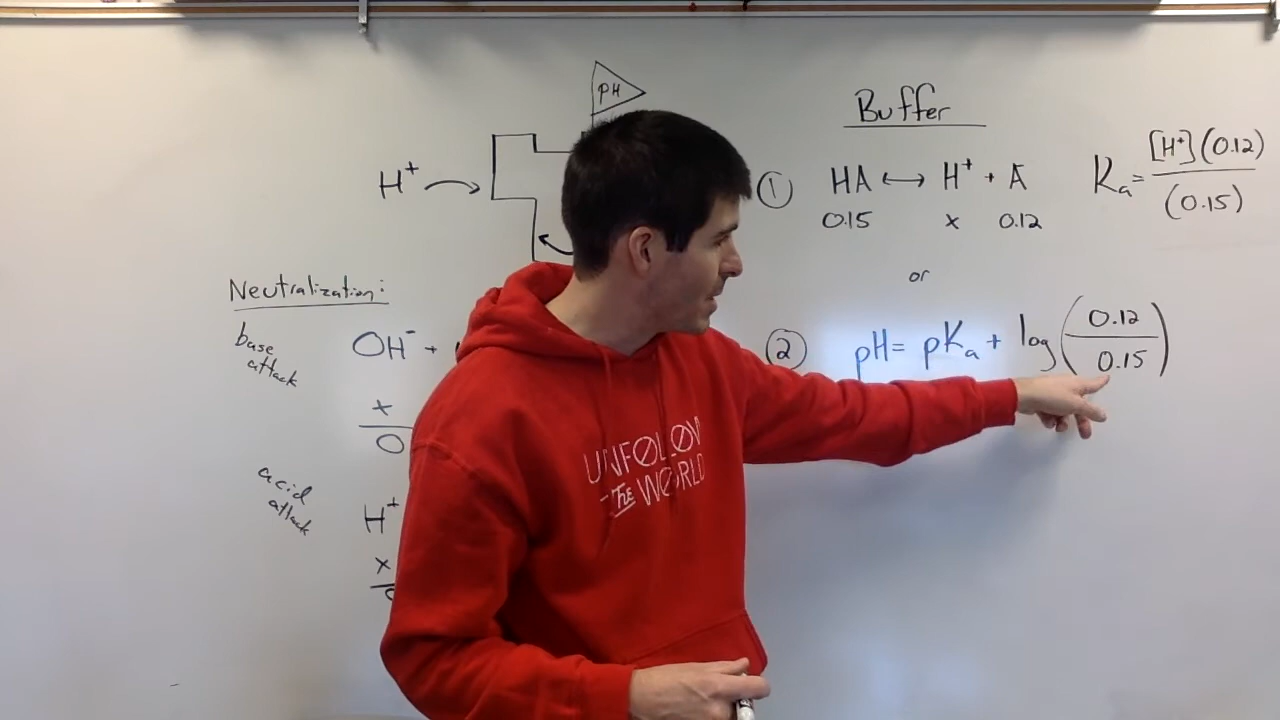 pH
Buffer
H⁺
① HA ↔ H⁺ + A
0.15 x 0.12
Ka = [H⁺](0.12) / (0.15)
or
Neutralization:
base attack
OH⁻ +
x
0
② pH = pKa + log(0.12 / 0.15)
UNFOLLOW
THE WORLD
acid attack
H⁺
x